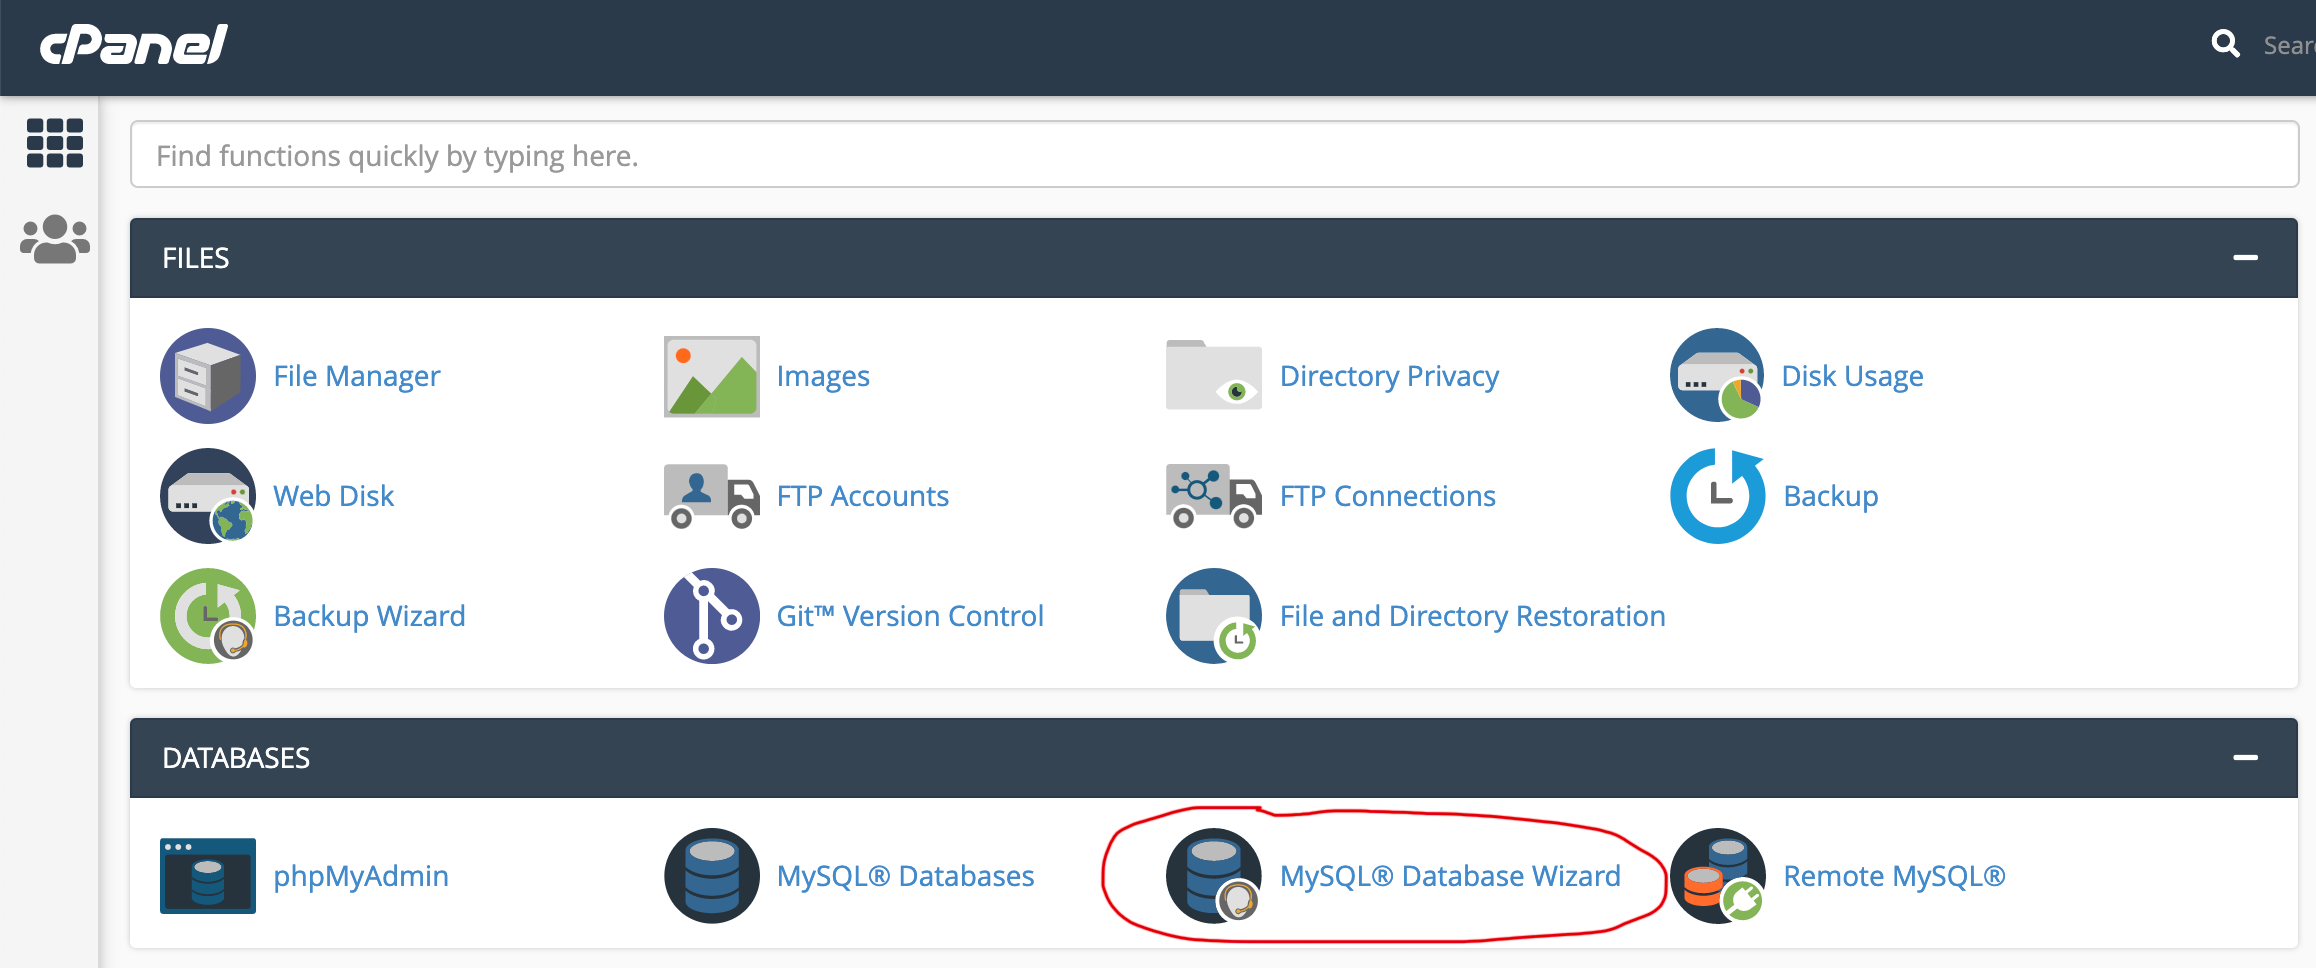 cPanel
Sear
Find functions quickly by typing here.
FILES
File Manager
Images
Directory Privacy
Disk Usage
Web Disk
FTP Accounts
FTP Connections
Backup
Backup Wizard
Git™ Version Control
File and Directory Restoration
DATABASES
phpMyAdmin
MySQL® Databases
MySQL® Database Wizard
Remote MySQL®